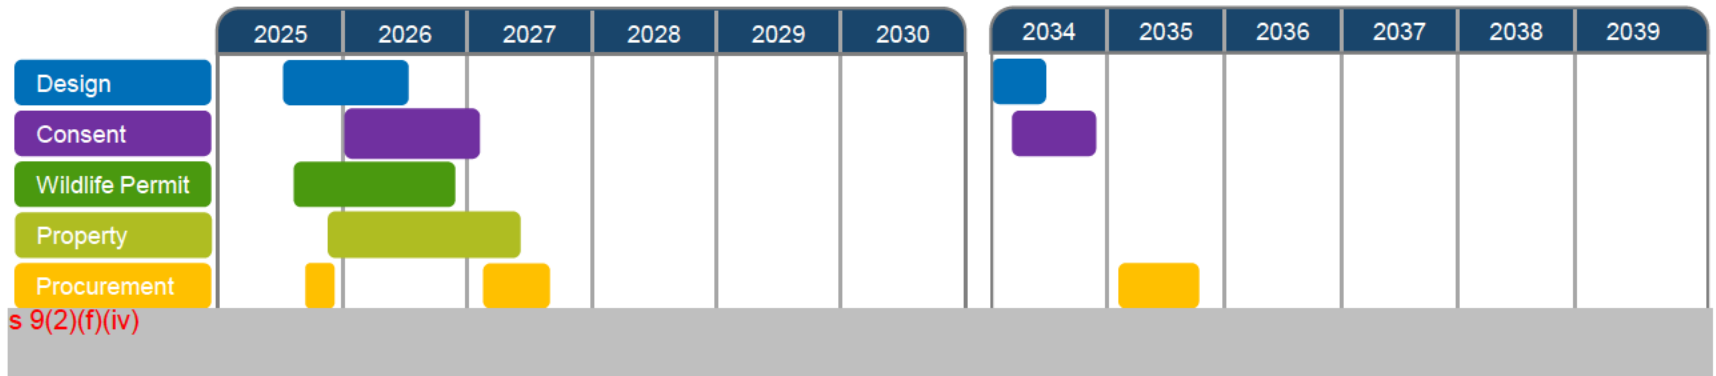 2025 2026 2027 2028 2029 2030 2034 2035 2036 2037 2038 2039
Design
Consent
Wildlife Permit
Property
Procurement
s 9(2)(f)(iv)